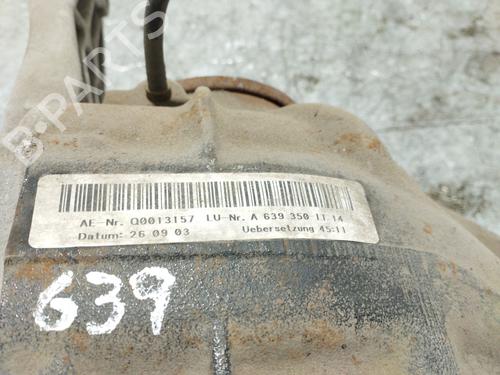 B-PARTS
AE-Nr. Q0013157 LU-Nr. A 639 350 11 14
Datum: 26 09 03 Uebersetzung 45:11
639